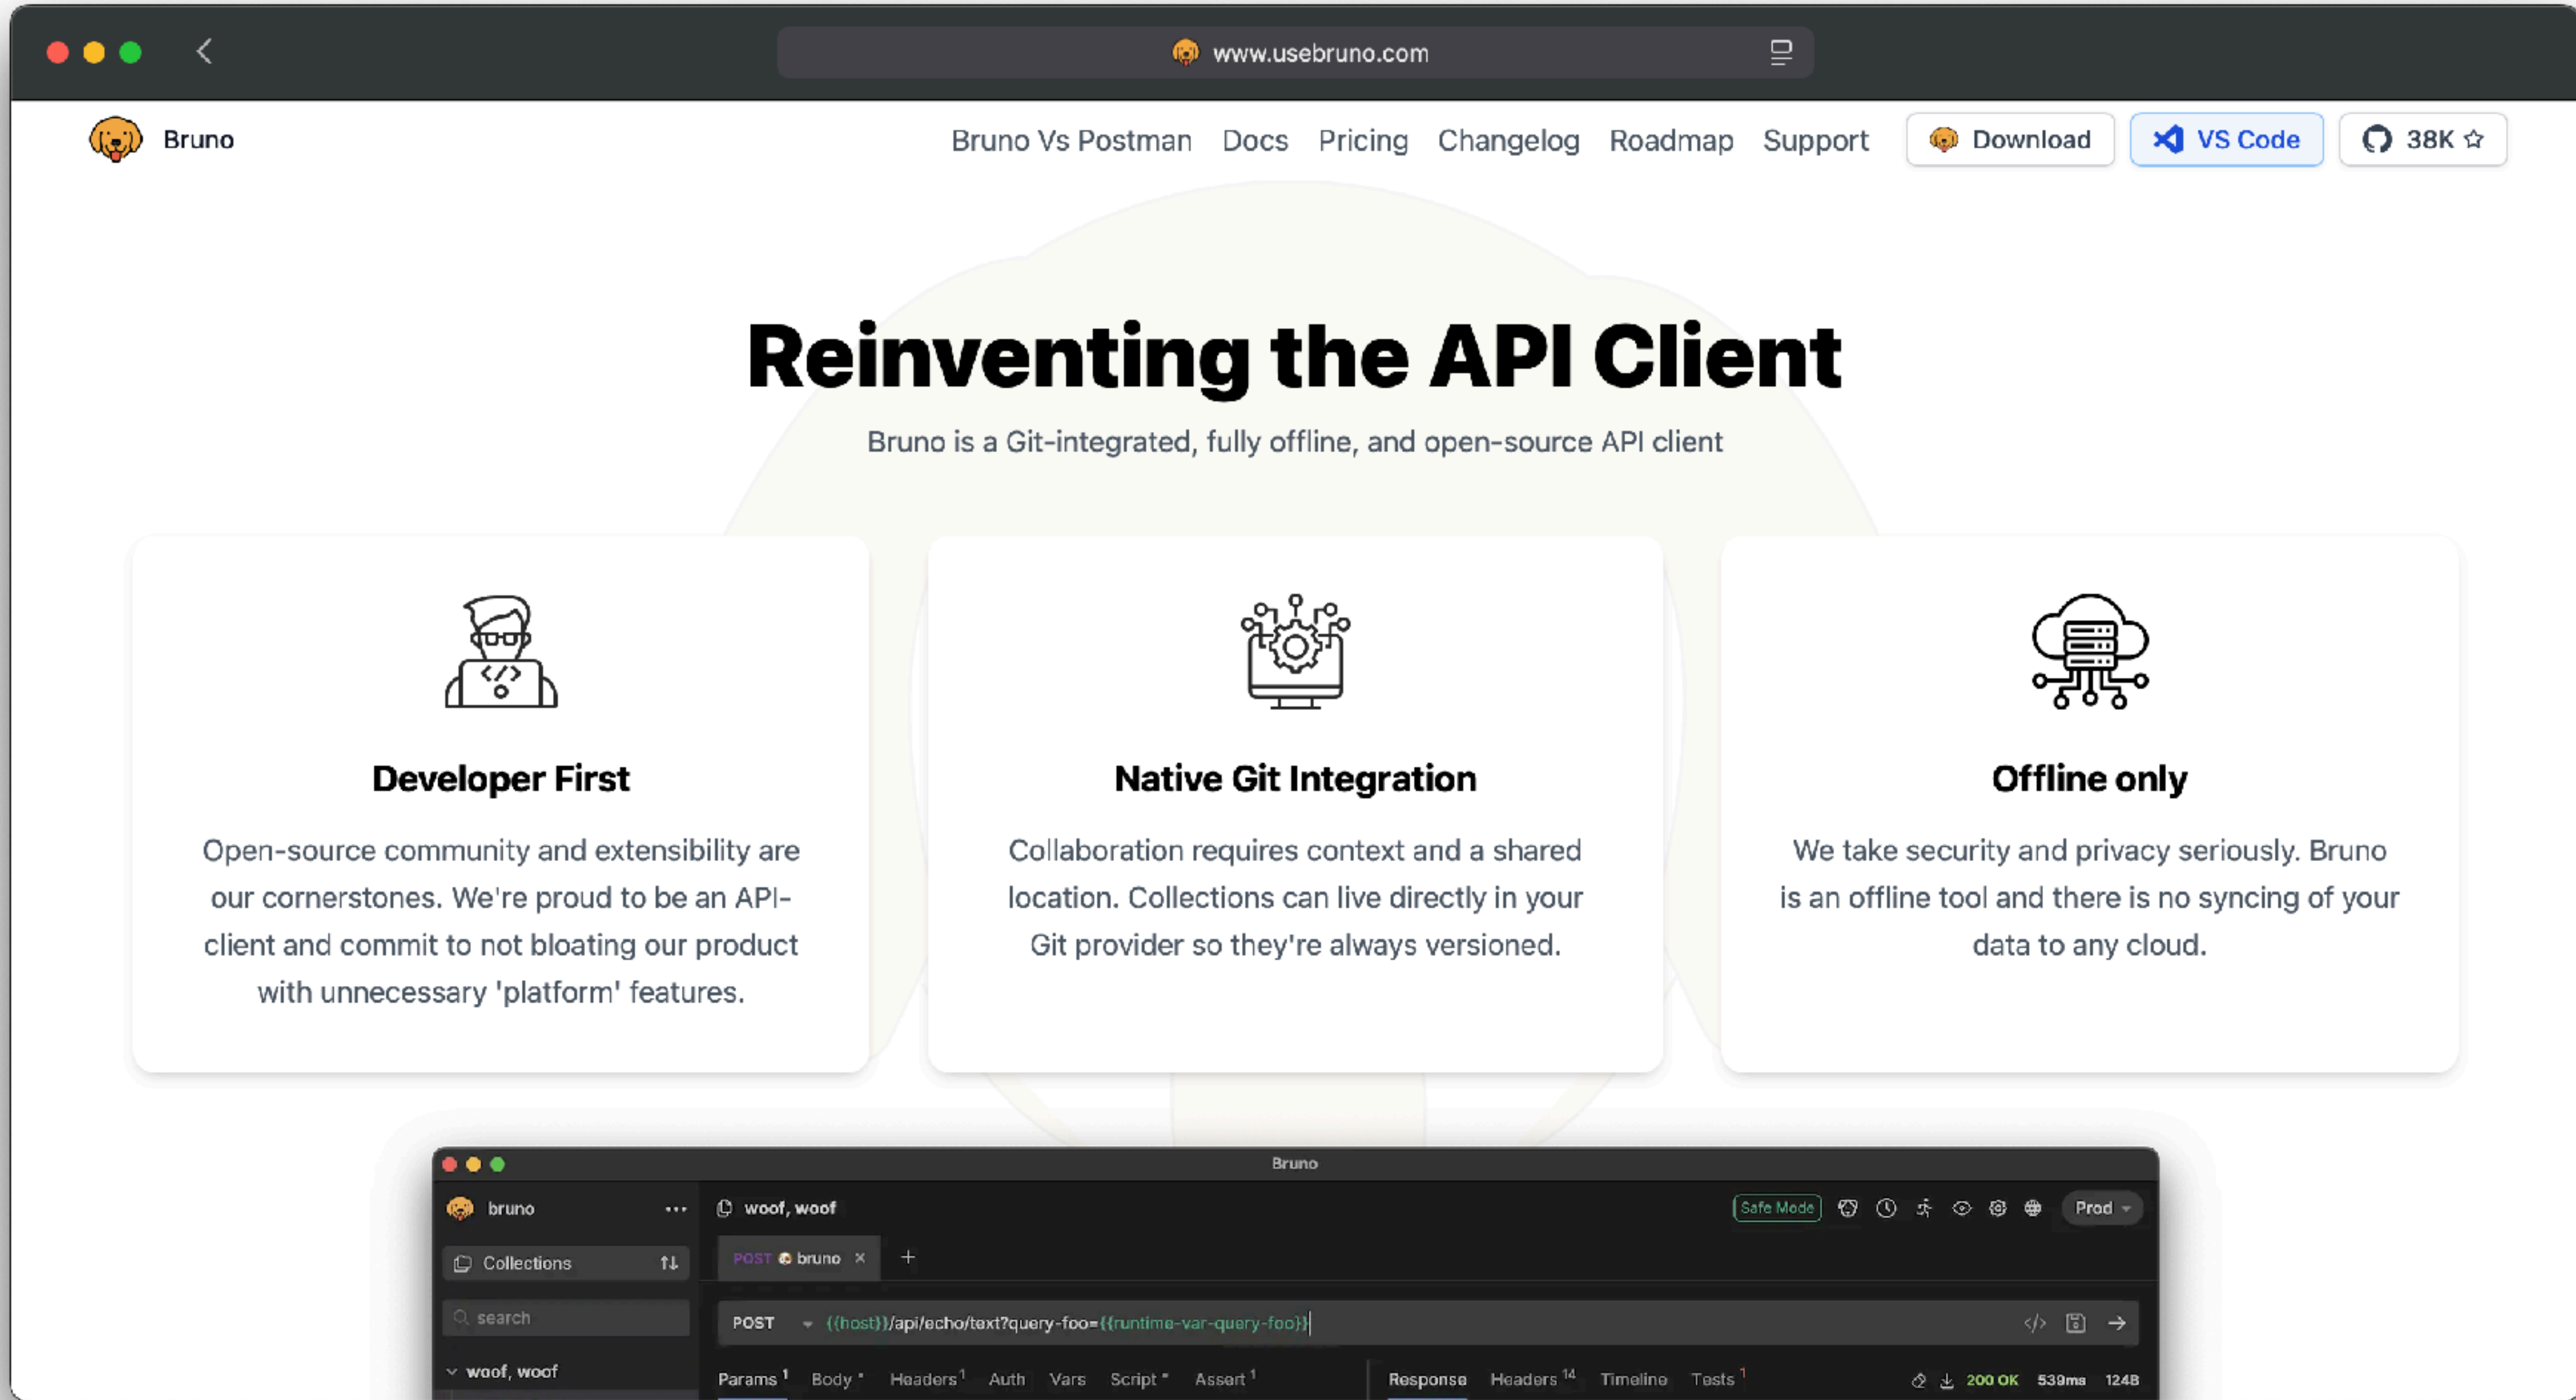 www.usebruno.com
Bruno
Bruno Vs Postman Docs Pricing Changelog Roadmap Support Download VS Code 38K
Reinventing the API Client
Bruno is a Git-integrated, fully offline, and open-source API client
Developer First
Open-source community and extensibility are
our cornerstones. We're proud to be an API-
client and commit to not bloating our product
with unnecessary 'platform' features.
Native Git Integration
Collaboration requires context and a shared
location. Collections can live directly in your
Git provider so they're always versioned.
Offline only
We take security and privacy seriously. Bruno
is an offline tool and there is no syncing of your
data to any cloud.
Bruno
bruno
woof, woof
Safe Mode
Prod
Collections
POST bruno
search
POST {{host}}/api/echo/text?query-foo={{runtime-var-query-foo}}
woof, woof
Params 1 Body Headers 1 Auth Vars Script Assert 1
Response Headers 14 Timeline Tests 1 200 OK 539ms 124B